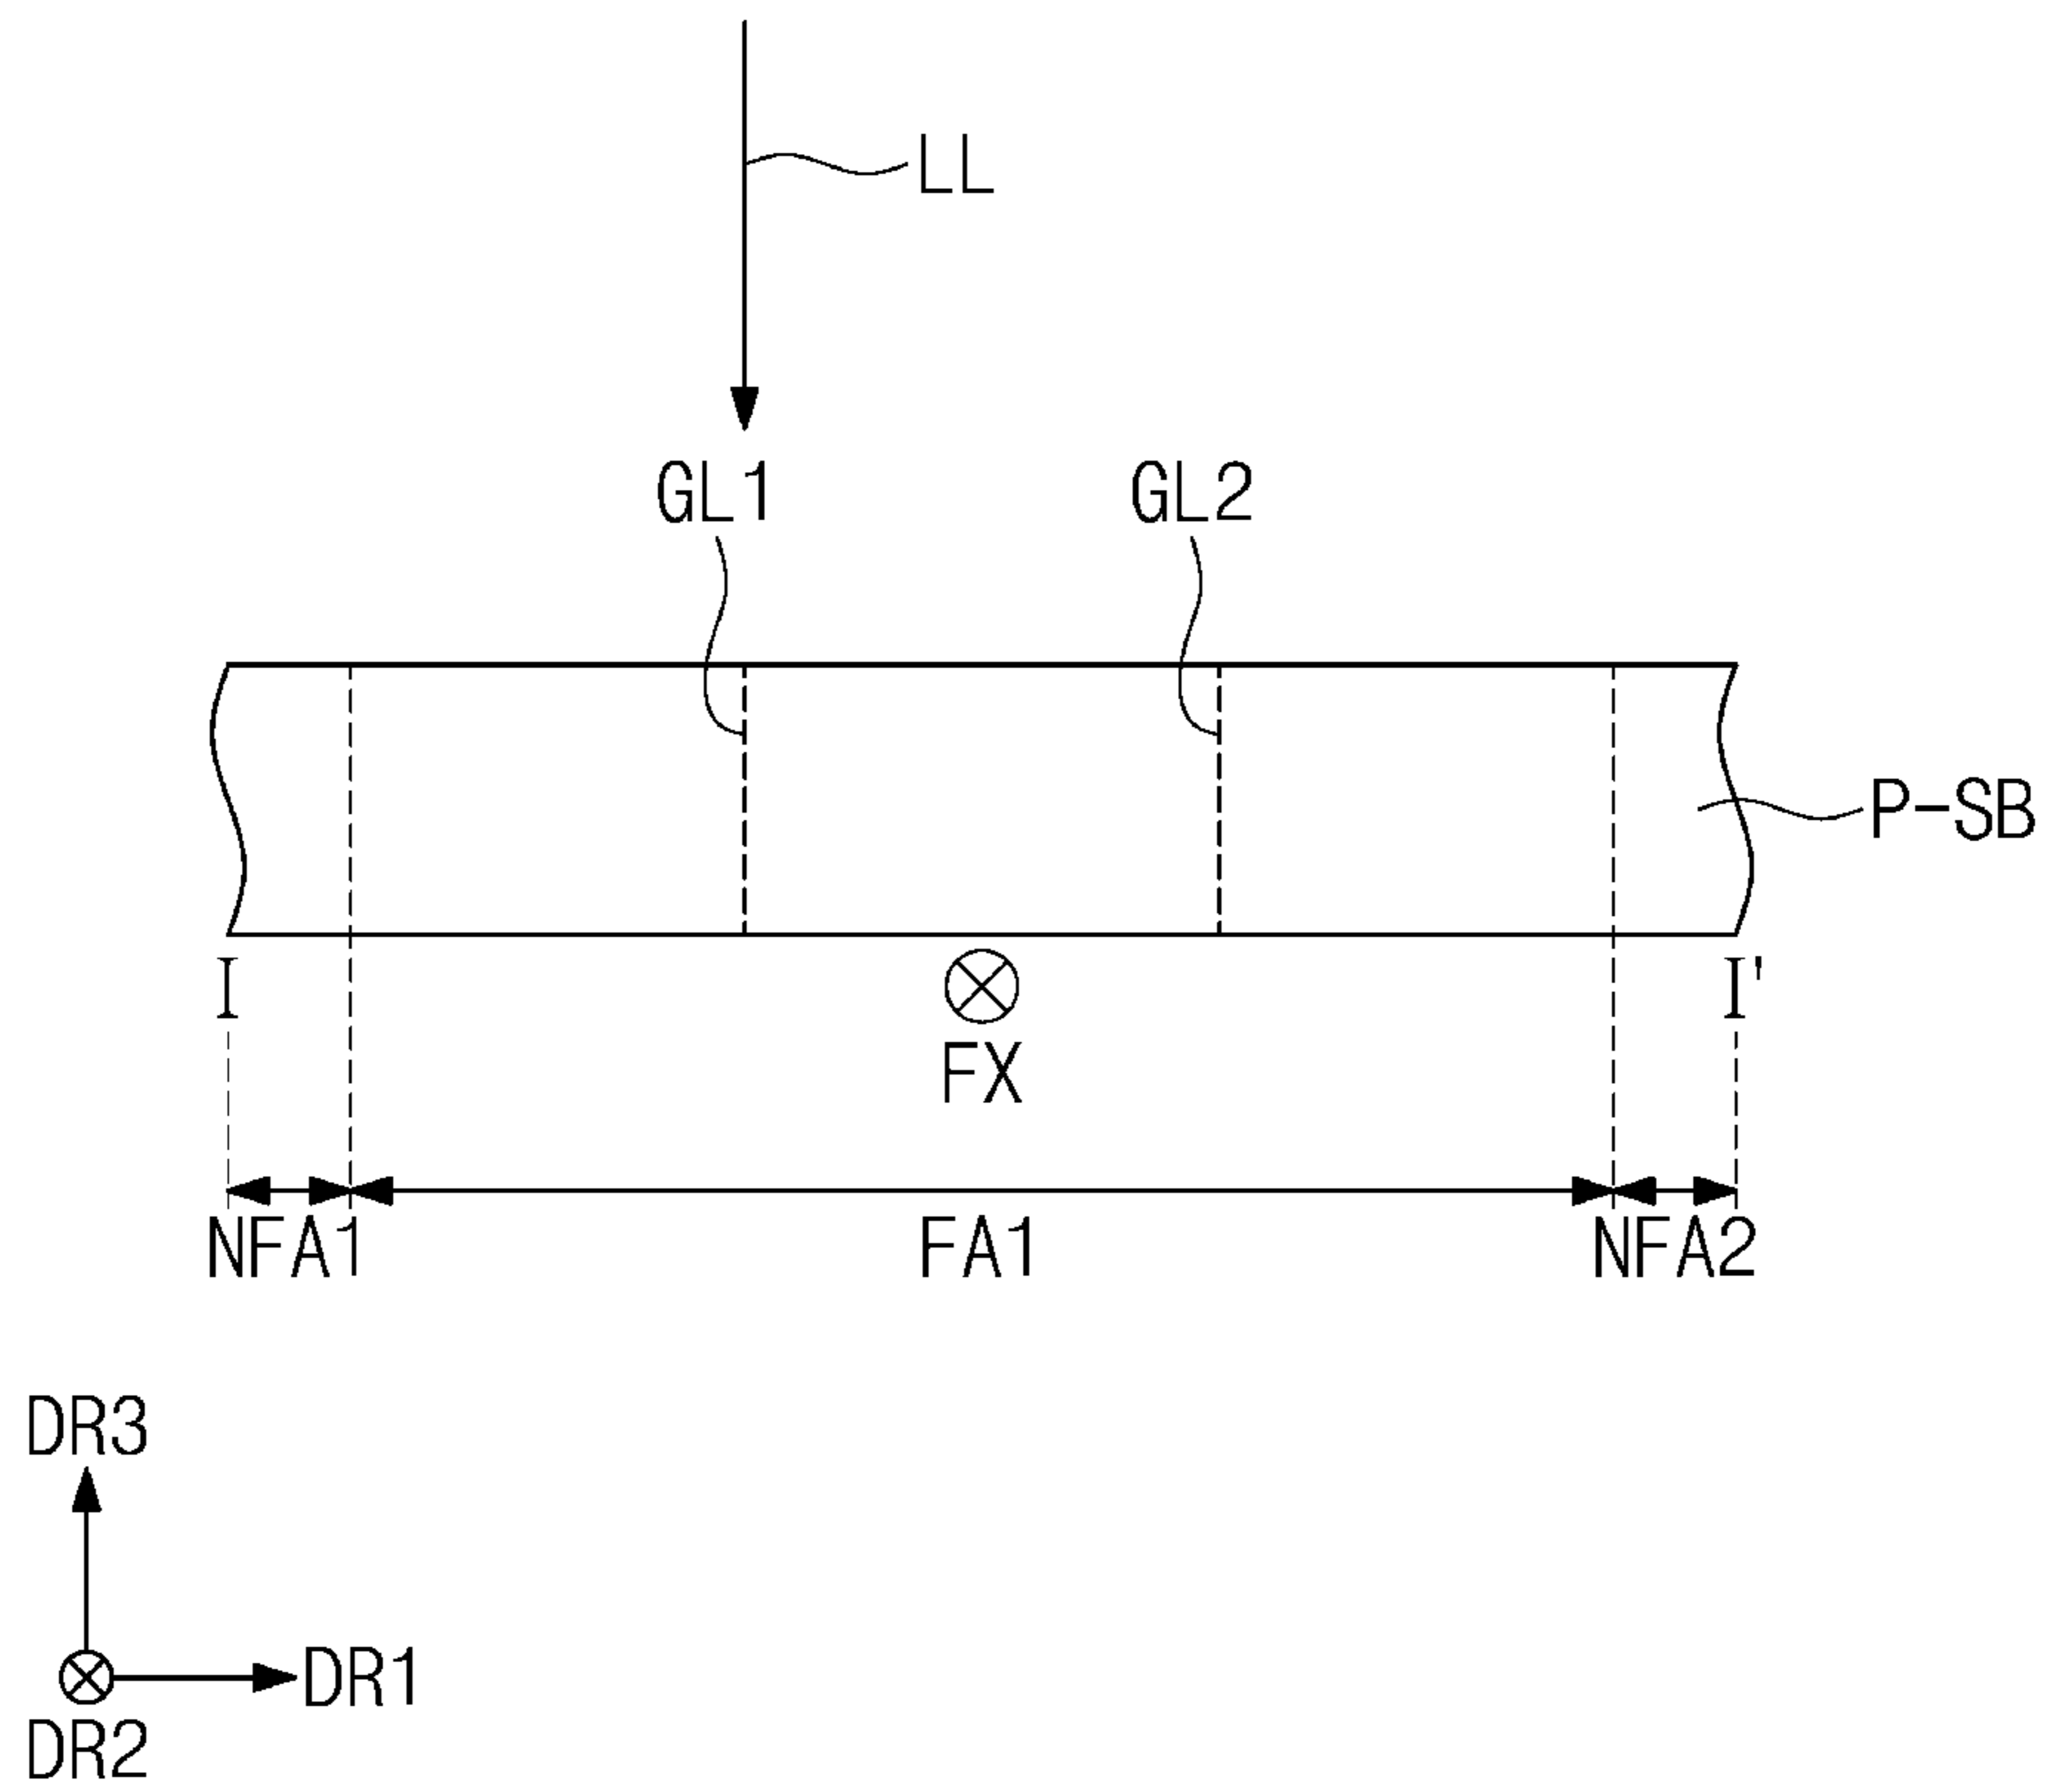 LL
GL1 GL2
P-SB
I I'
FX
NFA1 FA1 NFA2
DR3
DR1
DR2